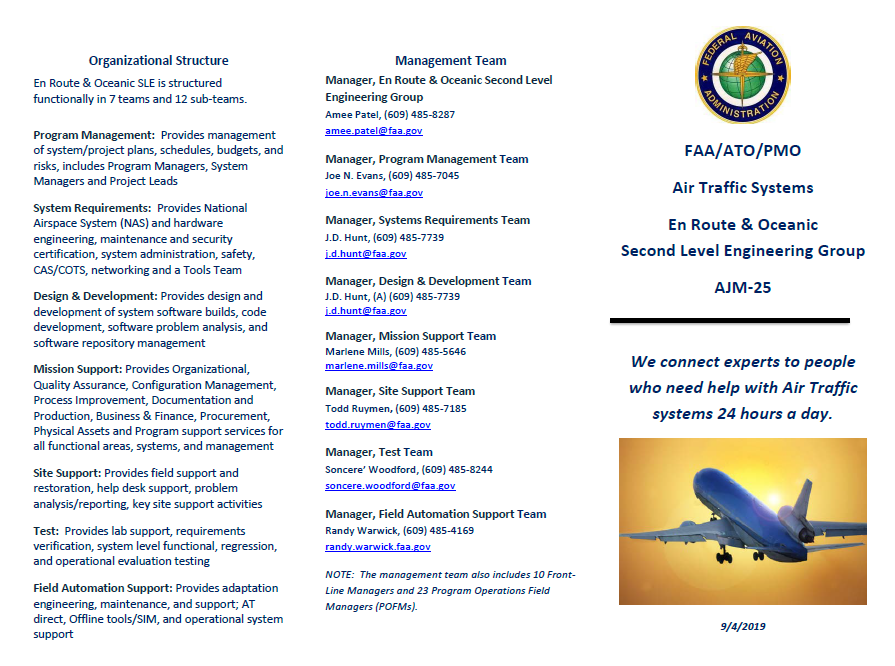 Organizational Structure
En Route & Oceanic SLE is structured
functionally in 7 teams and 12 sub-teams.
Program Management:  Provides management
of system/project plans, schedules, budgets, and
risks, includes Program Managers, System
Managers and Project Leads
System Requirements:  Provides National
Airspace System (NAS) and hardware
engineering, maintenance and security
certification, system administration, safety,
CAS/COTS, networking and a Tools Team
Design & Development: Provides design and
development of system software builds, code
development, software problem analysis, and
software repository management
Mission Support: Provides Organizational,
Quality Assurance, Configuration Management,
Process Improvement, Documentation and
Production, Business & Finance, Procurement,
Physical Assets and Program support services for
all functional areas, systems, and management
Site Support: Provides field support and
restoration, help desk support, problem
analysis/reporting, key site support activities
Test:  Provides lab support, requirements
verification, system level functional, regression,
and operational evaluation testing
Field Automation Support: Provides adaptation
engineering, maintenance, and support; AT
direct, Offline tools/SIM, and operational system
support
Management Team
Manager, En Route & Oceanic Second Level
Engineering Group
Amee Patel, (609) 485-8287
amee.patel@faa.gov
Manager, Program Management Team
Joe N. Evans, (609) 485-7045
joe.n.evans@faa.gov
Manager, Systems Requirements Team
J.D. Hunt, (609) 485-7739
j.d.hunt@faa.gov
Manager, Design & Development Team
J.D. Hunt, (A) (609) 485-7739
j.d.hunt@faa.gov
Manager, Mission Support Team
Marlene Mills, (609) 485-5646
marlene.mills@faa.gov
Manager, Site Support Team
Todd Ruymen, (609) 485-7185
todd.ruymen@faa.gov
Manager, Test Team
Soncere’ Woodford, (609) 485-8244
soncere.woodford@faa.gov
Manager, Field Automation Support Team
Randy Warwick, (609) 485-4169
randy.warwick.faa.gov
NOTE:  The management team also includes 10 Front-
Line Managers and 23 Program Operations Field
Managers (POFMs).
FEDERAL AVIATION
ADMINISTRATION
FAA/ATO/PMO
Air Traffic Systems
En Route & Oceanic
Second Level Engineering Group
AJM-25
We connect experts to people
who need help with Air Traffic
systems 24 hours a day.
9/4/2019